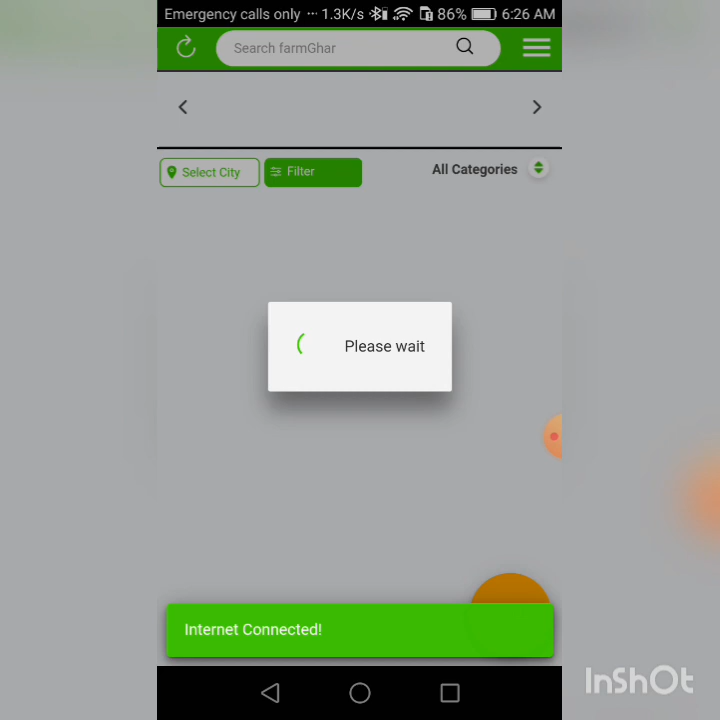 Emergency calls only ··· 1.3K/s 86% 6:26 AM
Search farmGhar
Select City Filter All Categories
Please wait
Internet Connected!
InShOt